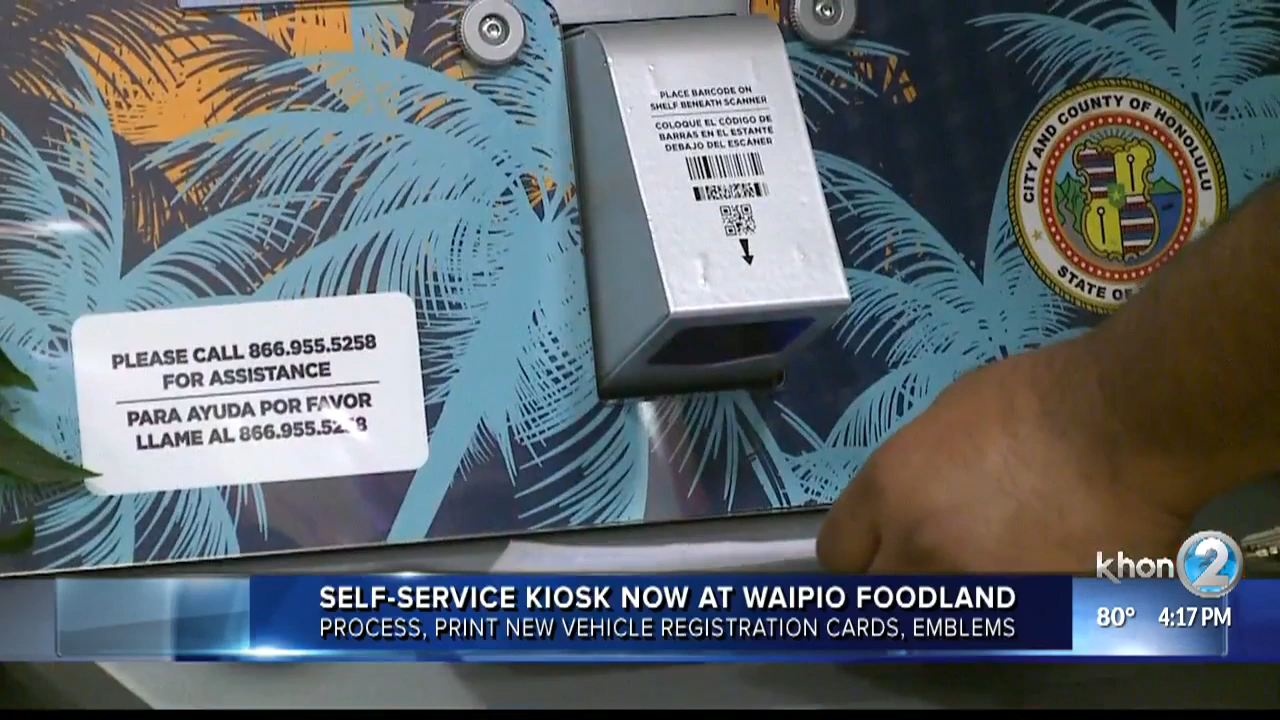 PLACE BARCODE ON
SHELF BENEATH SCANNER
COLOQUE EL CÓDIGO DE
BARRAS EN EL ESTANTE
DEBAJO DEL ESCÁNER
CITY AND COUNTY OF HONOLULU
STATE OF
PLEASE CALL 866.955.5258
FOR ASSISTANCE
PARA AYUDA POR FAVOR
LLAME AL 866.955.5258
khon 2
SELF-SERVICE KIOSK NOW AT WAIPIO FOODLAND
PROCESS, PRINT NEW VEHICLE REGISTRATION CARDS, EMBLEMS
80° 4:17 PM